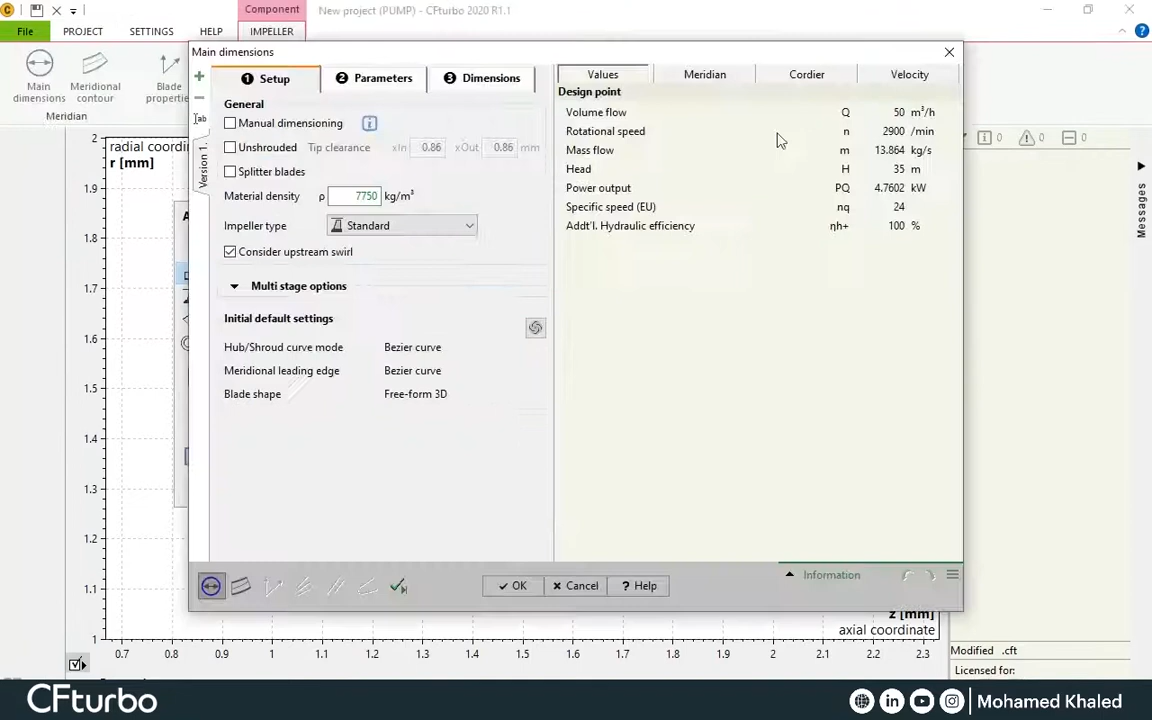 Component
New project (PUMP) - CFturbo 2020 R1.1
File PROJECT SETTINGS HELP IMPELLER
Main dimensions
Main dimensions
Meridional contour
Blade properti
Meridian
1 Setup
2 Parameters
3 Dimensions
General
Manual dimensioning
Unshrouded Tip clearance xIn 0.86 xOut 0.86 mm
Splitter blades
Material density ρ 7750 kg/m³
Impeller type Standard
Consider upstream swirl
Multi stage options
Initial default settings
Hub/Shroud curve mode Bezier curve
Meridional leading edge Bezier curve
Blade shape Free-form 3D
Version 1.
ab
Values Meridian Cordier Velocity
Design point
Volume flow Q 50 m³/h
Rotational speed n 2900 /min
Mass flow m 13.864 kg/s
Head H 35 m
Power output PQ 4.7602 kW
Specific speed (EU) nq 24
Addt'l. Hydraulic efficiency ηh+ 100 %
OK Cancel Help
Information
0 0 0
Messages
radial coordi
r [mm]
2
1.9
1.8
1.7
1.6
1.5
1.4
1.3
1.2
1.1
1
A
z [mm]
axial coordinate
0.7 0.8 0.9 1 1.1 1.2 1.3 1.4 1.5 1.6 1.7 1.8 1.9 2 2.1 2.2 2.3
Modified .cft
Licensed for:
CFturbo
Mohamed Khaled